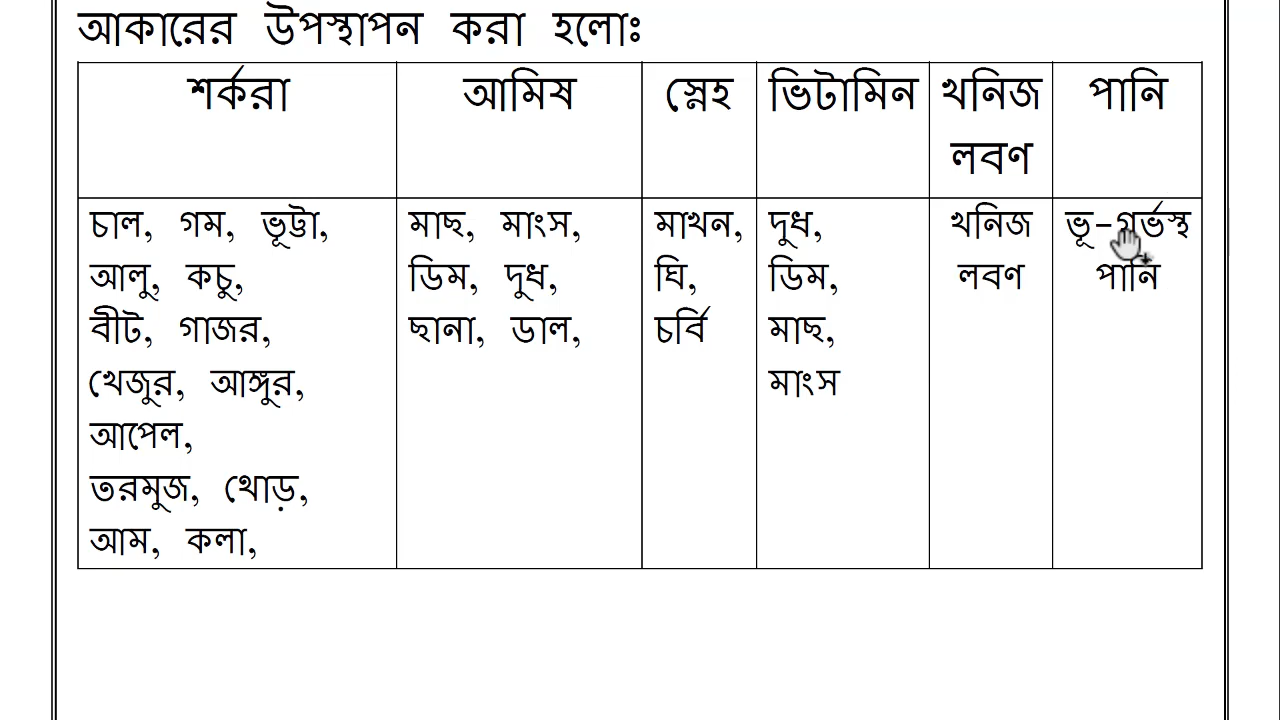 আকারের উপস্থাপন করা হলোঃ
শর্করা আমিষ স্নেহ ভিটামিন খনিজ পানি
লবণ
চাল, গম, ভূট্টা, মাছ, মাংস, মাখন, দুধ, খনিজ ভূ-গর্ভস্থ
আলু, কচু, ডিম, দুধ, ঘি, ডিম, লবণ পানি
বীট, গাজর, ছানা, ডাল, চর্বি মাছ,
খেজুর, আঙ্গুর, মাংস
আপেল,
তরমুজ, থোড়,
আম, কলা,